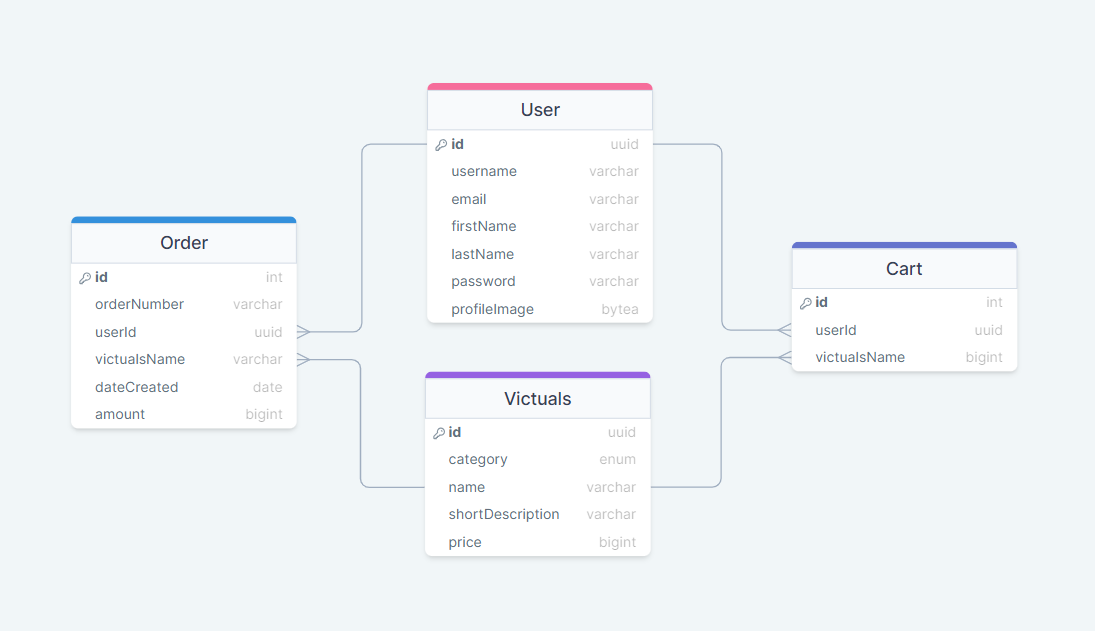 User
id uuid
username varchar
email varchar
firstName varchar
lastName varchar
password varchar
profileImage bytea
Order
id int
orderNumber varchar
userId uuid
victualsName varchar
dateCreated date
amount bigint
Cart
id int
userId uuid
victualsName bigint
Victuals
id uuid
category enum
name varchar
shortDescription varchar
price bigint